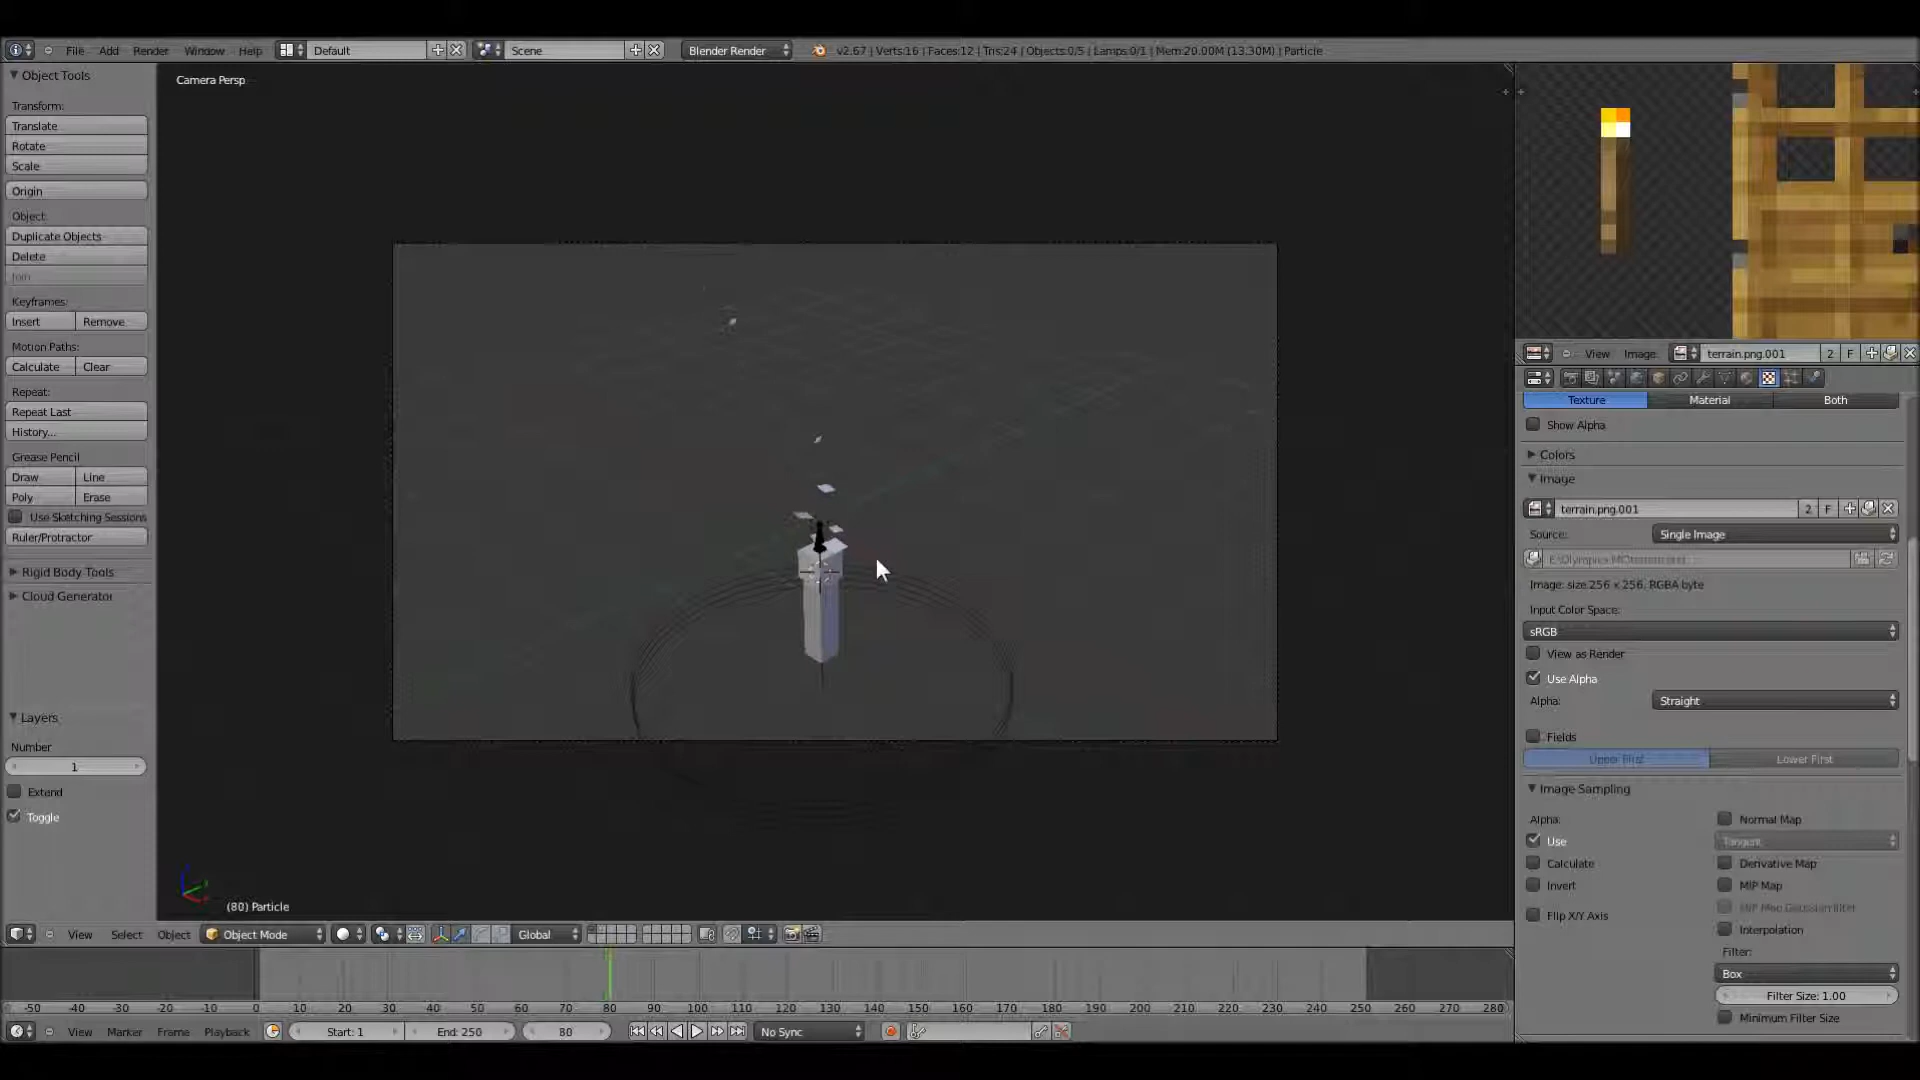 File Add Render Window Help Default Scene Blender Render v2.67 | Verts:16 | Faces:12 | Tris:24 | Objects:0/5 | Lamps:0/1 | Mem:20.00M (13.30M) | Particle
Object Tools
Transform:
Translate
Rotate
Scale
Origin
Object:
Duplicate Objects
Delete
Join
Keyframes:
Insert Remove
Motion Paths:
Calculate Clear
Repeat:
Repeat Last
History...
Grease Pencil
Draw Line
Poly Erase
Use Sketching Sessions
Ruler/Protractor
Rigid Body Tools
Cloud Generator
Layers
Number
1
Extend
Toggle
Camera Persp
(80) Particle
View Select Object Object Mode Global
-50 -40 -30 -20 -10 0 10 20 30 40 50 60 70 80 90 100 110 120 130 140 150 160 170 180 190 200 210 220 230 240 250 260 270 280
View Marker Frame Playback Start: 1 End: 250 80 No Sync
View Image terrain.png.001 2 F
Texture Material Both
Show Alpha
Colors
Image
terrain.png.001 2 F
Source: Single Image
Image: size 256 x 256, RGBA byte
Input Color Space:
sRGB
View as Render
Use Alpha
Alpha: Straight
Fields
Upper First Lower First
Image Sampling
Alpha:
Use
Calculate
Invert
Flip X/Y Axis
Normal Map
Tangent
Derivative Map
MIP Map
MIP Map Gaussian filter
Interpolation
Filter:
Box
Filter Size: 1.00
Minimum Filter Size